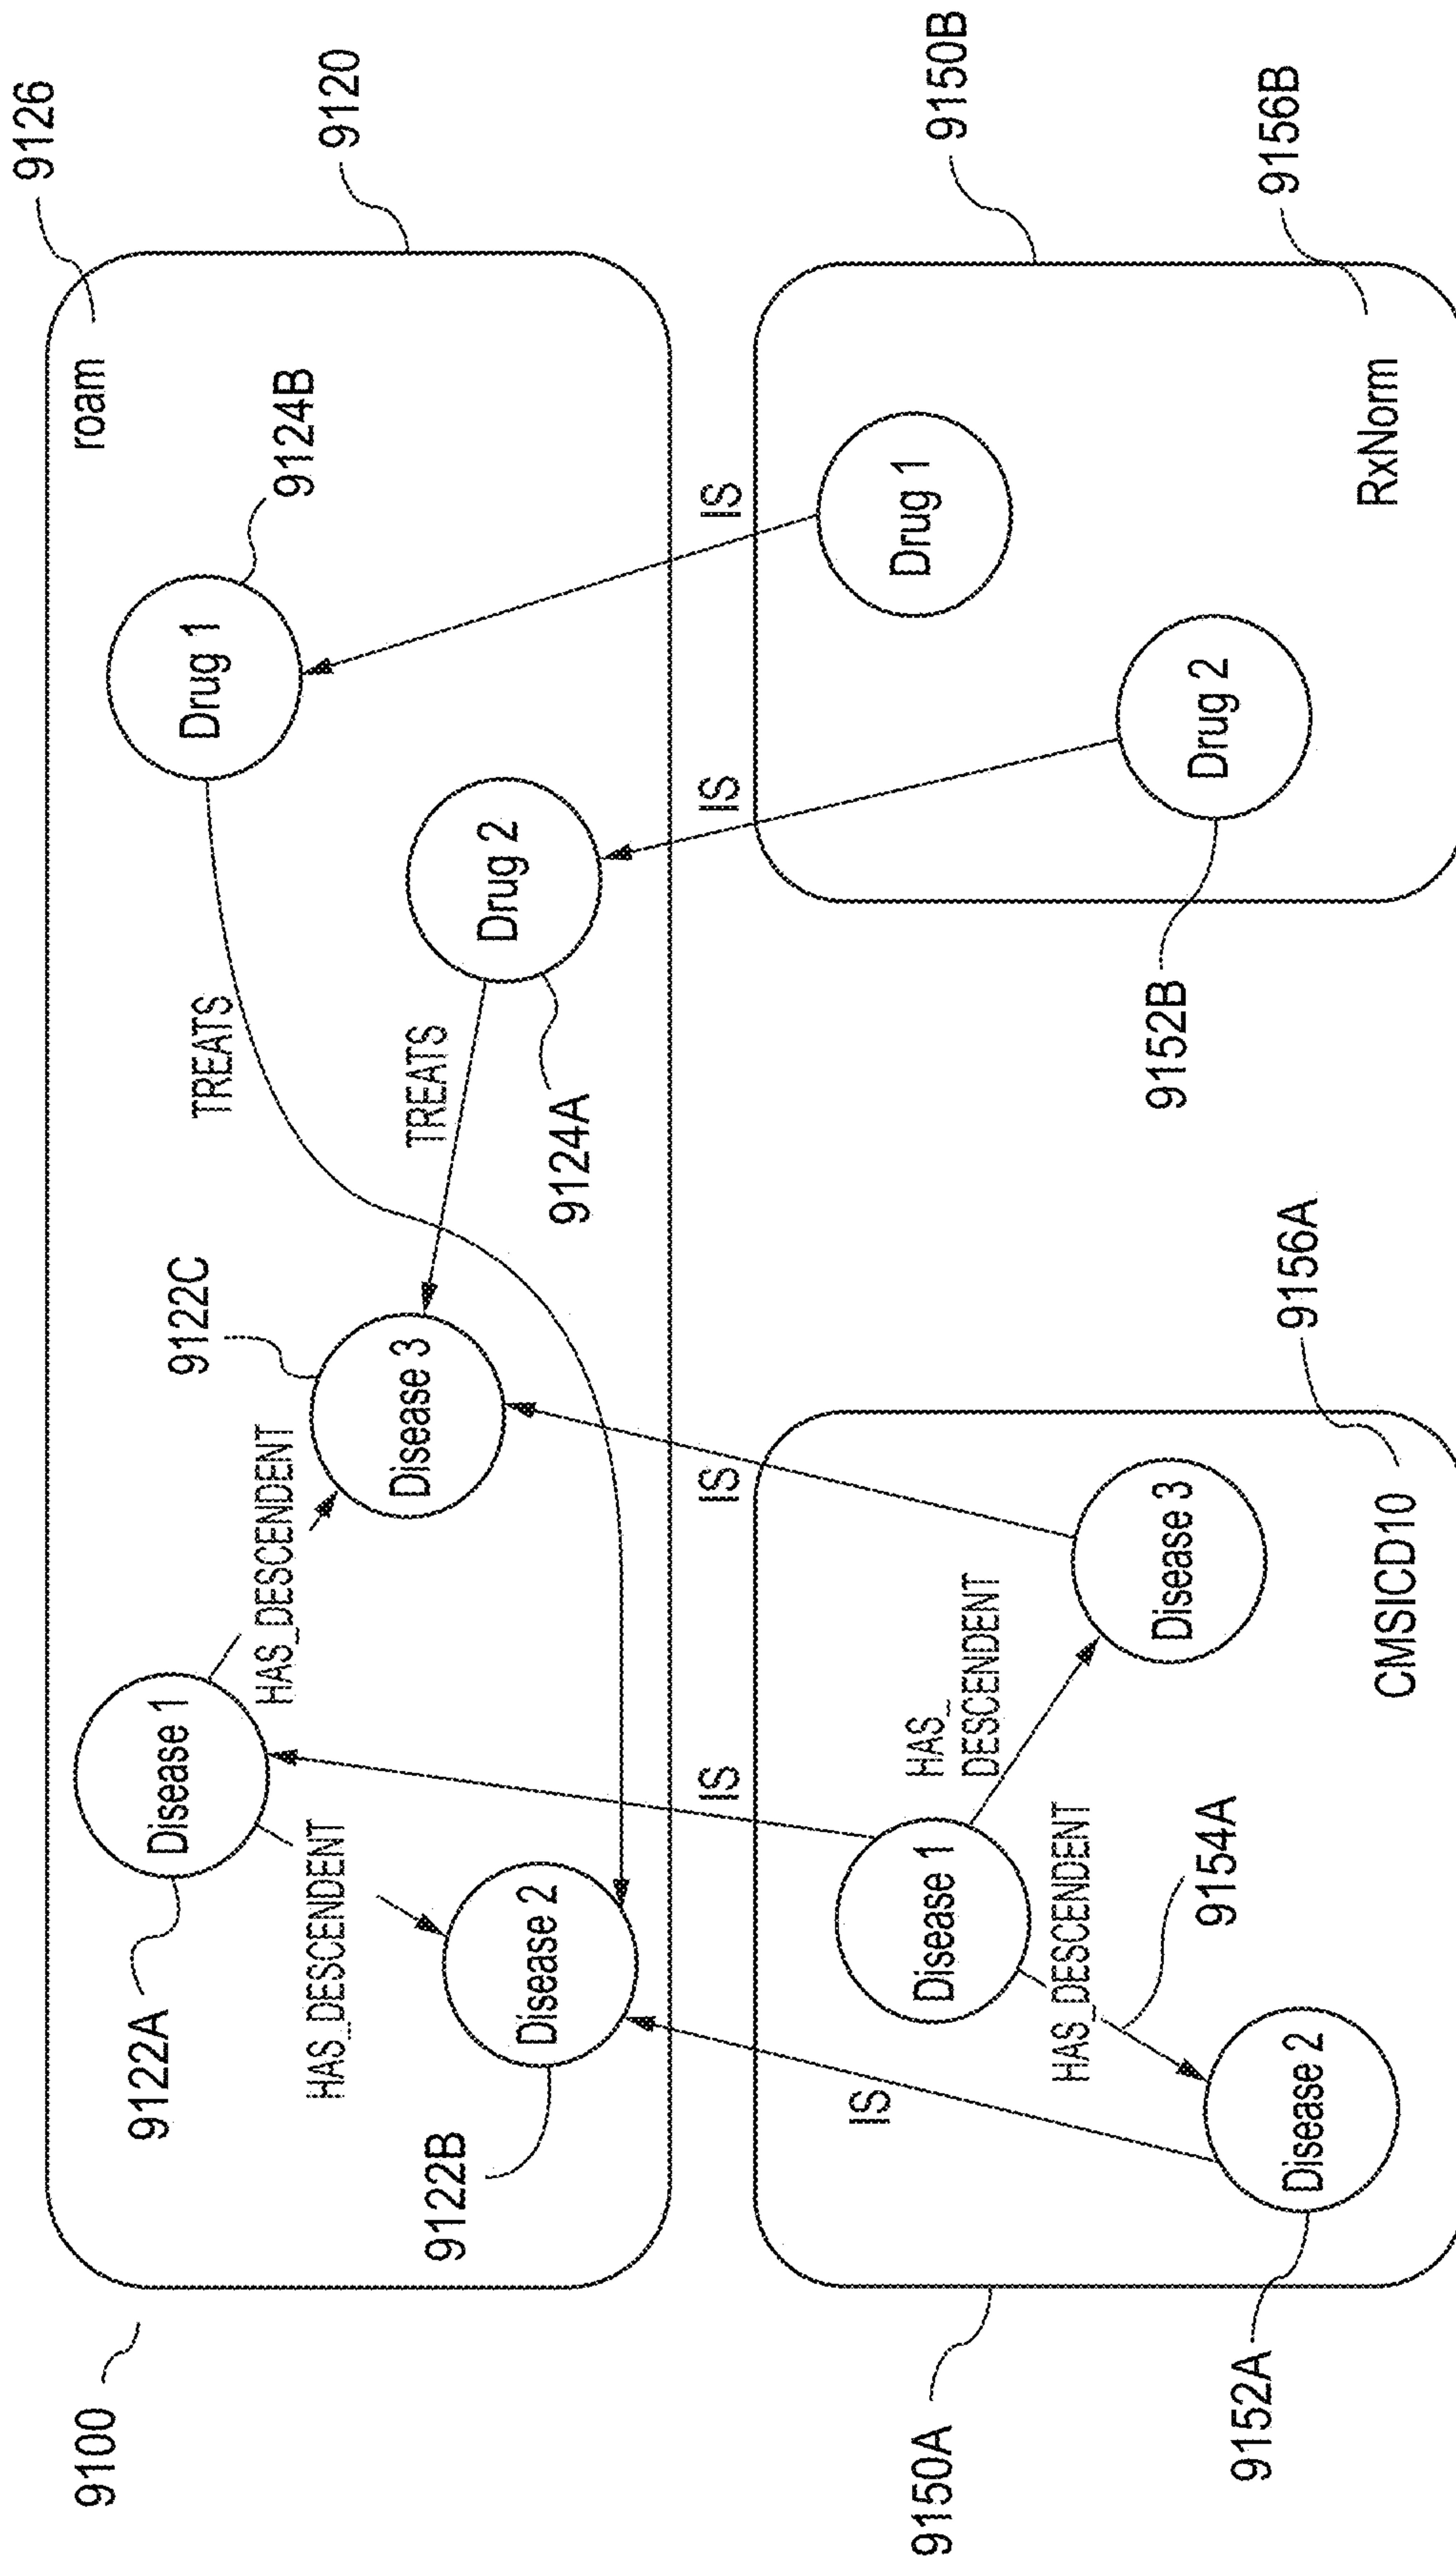 9100
9122A
Disease 1
HAS_DESCENDENT
HAS_DESCENDENT
9122B
Disease 2
9122C
Disease 3
TREATS
TREATS
Drug 1
9124B
Drug 2
9124A
roam
9126
9120
IS
IS
IS
IS
IS
9150A
Disease 1
HAS_
DESCENDENT
HAS_DESCENDENT
9154A
Disease 2
9152A
Disease 3
CMSICD10
9156A
9150B
Drug 1
Drug 2
9152B
RxNorm
9156B